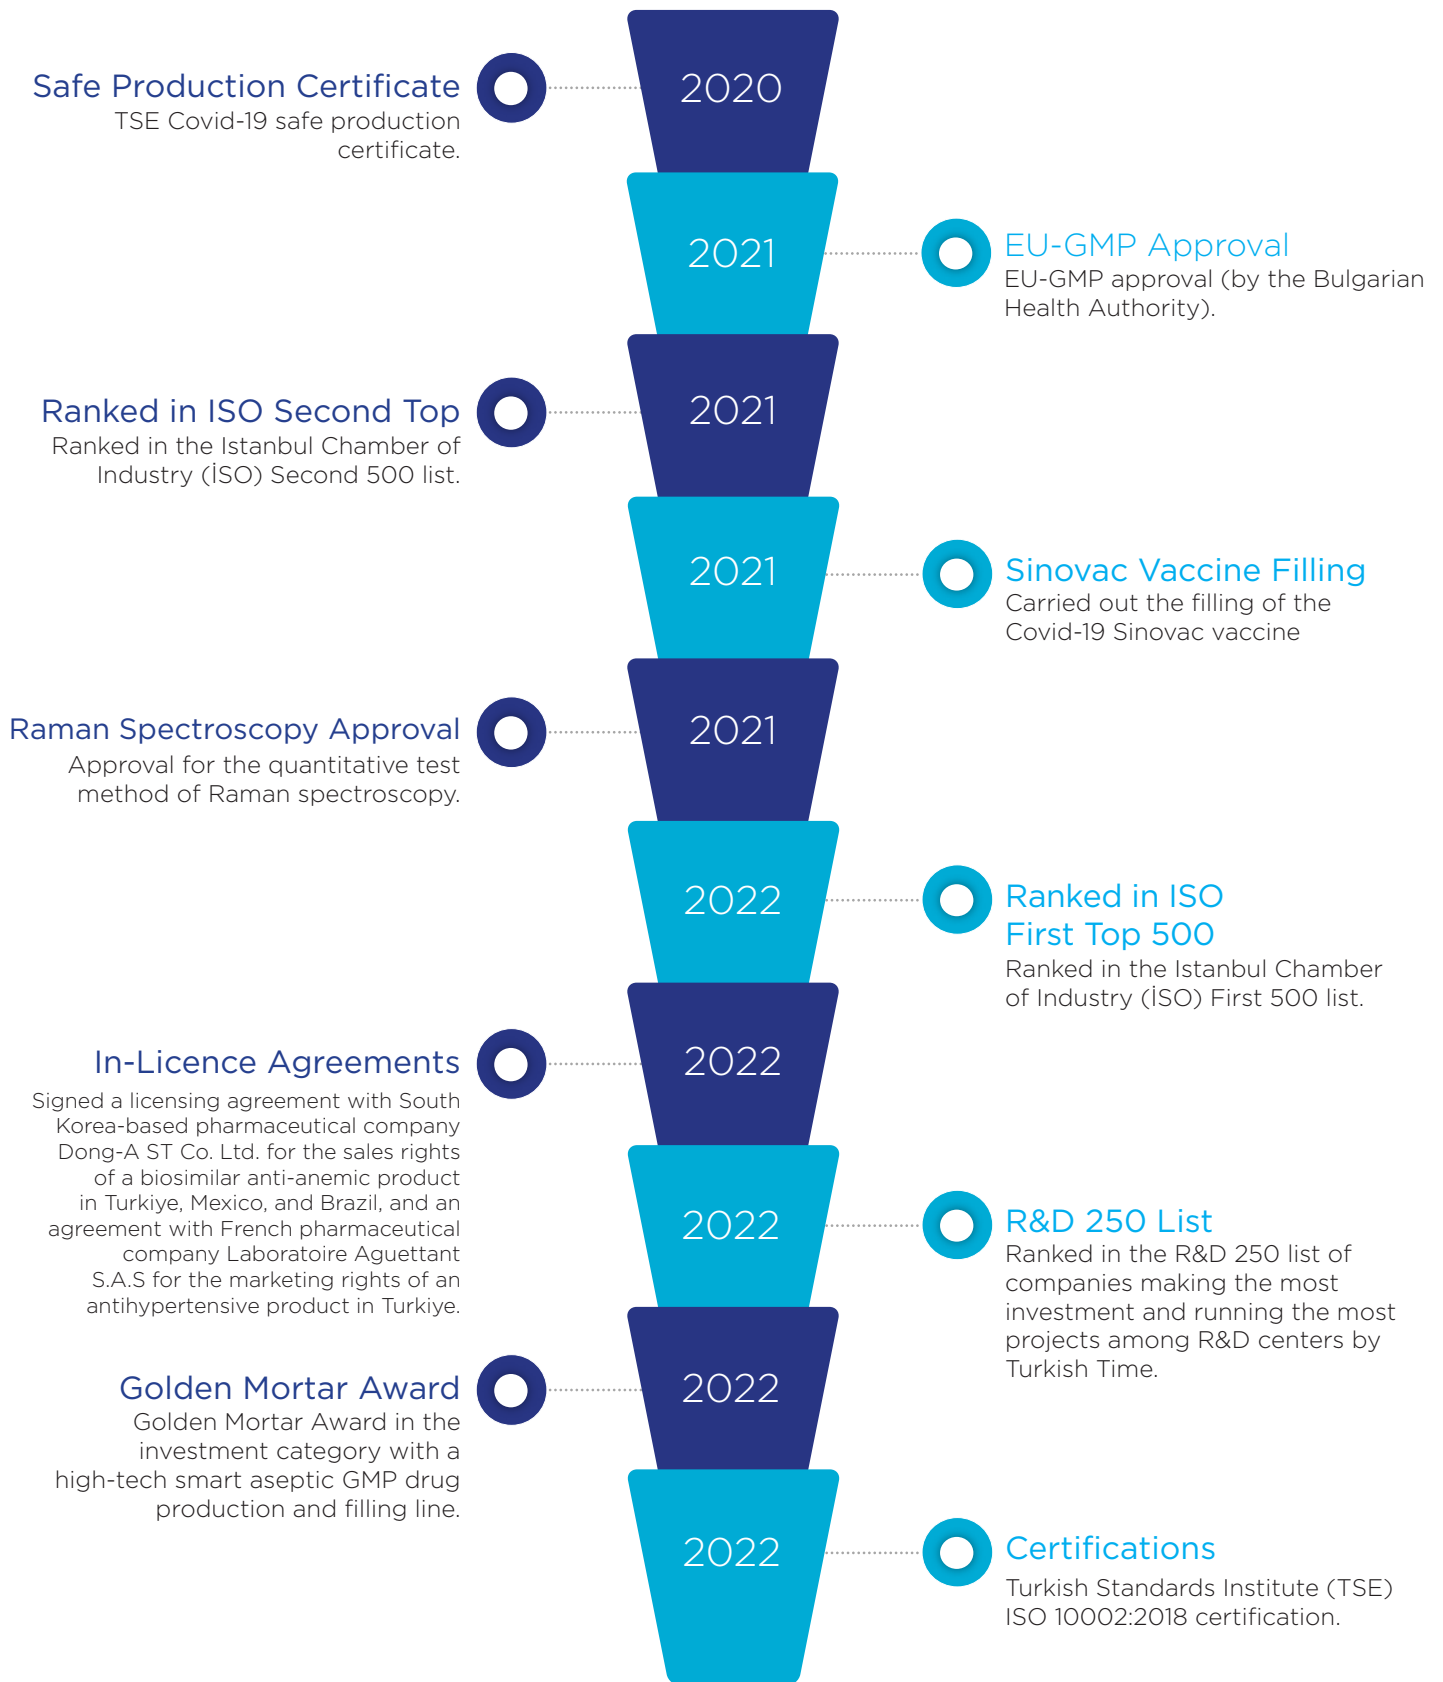 2020
Safe Production Certificate
TSE Covid-19 safe production
certificate.
2021
EU-GMP Approval
EU-GMP approval (by the Bulgarian
Health Authority).
2021
Ranked in ISO Second Top
Ranked in the Istanbul Chamber of
Industry (İSO) Second 500 list.
2021
Sinovac Vaccine Filling
Carried out the filling of the
Covid-19 Sinovac vaccine
2021
Raman Spectroscopy Approval
Approval for the quantitative test
method of Raman spectroscopy.
2022
Ranked in ISO
First Top 500
Ranked in the Istanbul Chamber
of Industry (İSO) First 500 list.
2022
In-Licence Agreements
Signed a licensing agreement with South
Korea-based pharmaceutical company
Dong-A ST Co. Ltd. for the sales rights
of a biosimilar anti-anemic product
in Turkiye, Mexico, and Brazil, and an
agreement with French pharmaceutical
company Laboratoire Aguettant
S.A.S for the marketing rights of an
antihypertensive product in Turkiye.
2022
R&D 250 List
Ranked in the R&D 250 list of
companies making the most
investment and running the most
projects among R&D centers by
Turkish Time.
2022
Golden Mortar Award
Golden Mortar Award in the
investment category with a
high-tech smart aseptic GMP drug
production and filling line.
2022
Certifications
Turkish Standards Institute (TSE)
ISO 10002:2018 certification.